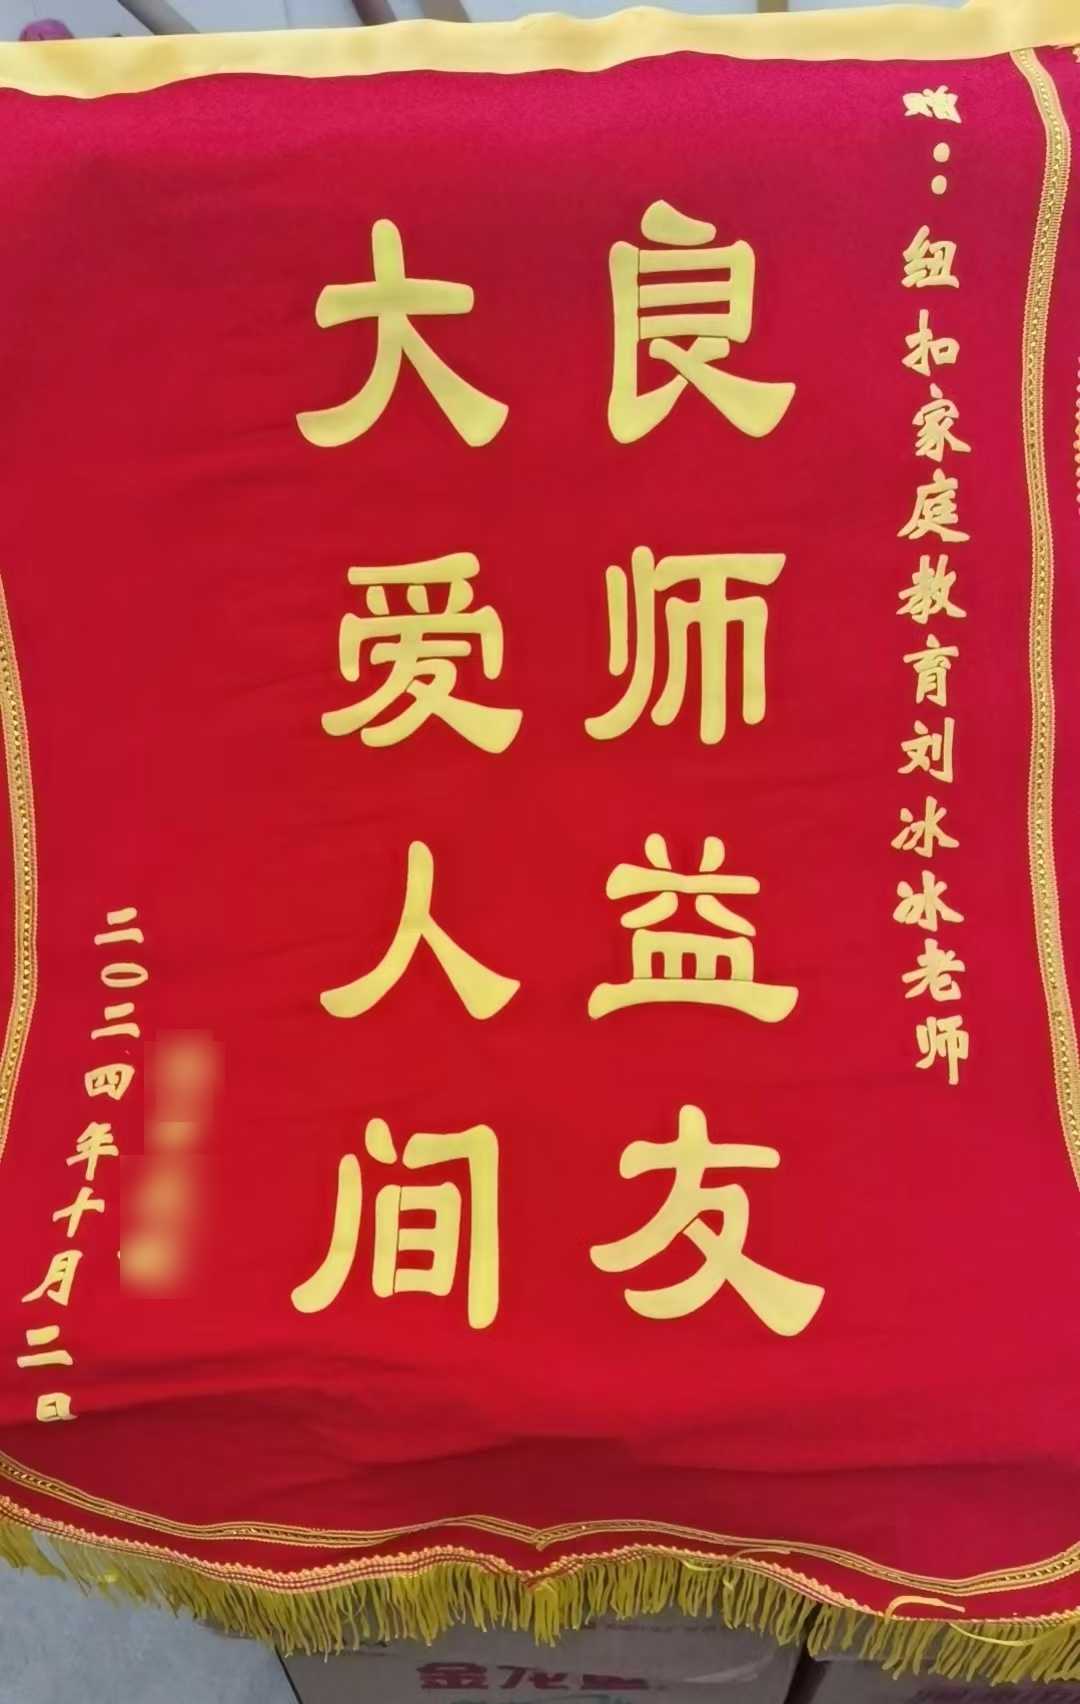 赠：纽扣家庭教育刘冰冰老师
良师益友
大爱人间
二〇二四年十月二日